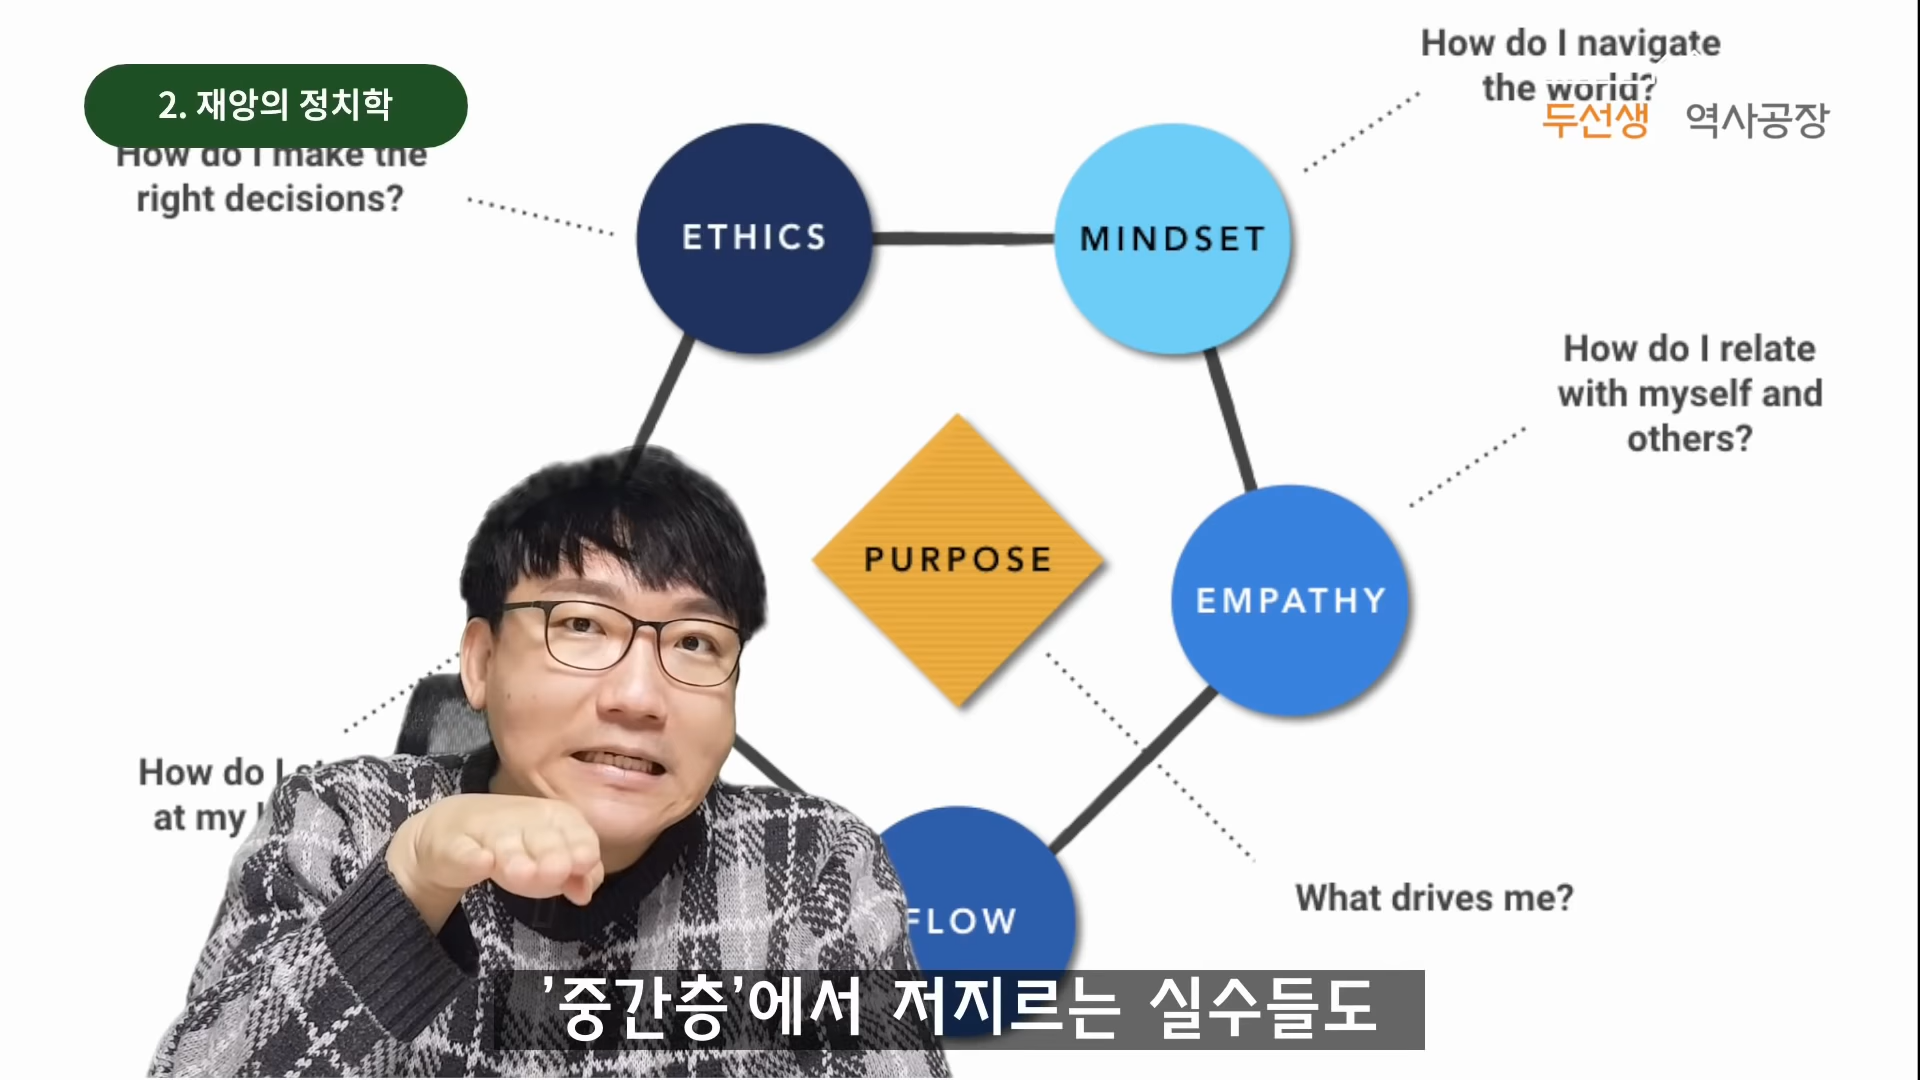 2. 재앙의 정치학
How do I make the
right decisions?
How do I navigate
the world?
두선생 역사공장
ETHICS
MINDSET
How do I relate
with myself and
others?
PURPOSE
EMPATHY
How do I
at my
What drives me?
FLOW
'중간층'에서 저지르는 실수들도